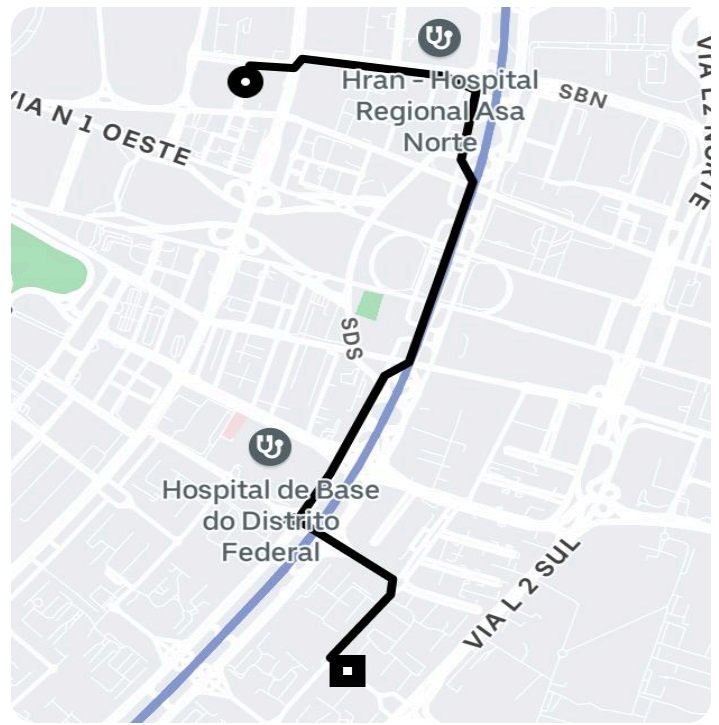 Hran - Hospital
Regional Asa
Norte
SBN
VIA L2 NORTE
VIA N 1 OESTE
SDS
Hospital de Base
do Distrito
Federal
VIA L 2 SUL